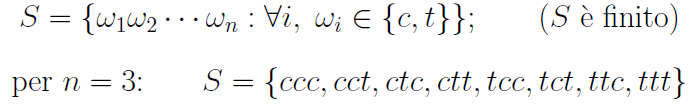 S = {ω₁ω₂ ··· ωₙ : ∀i, ωᵢ ∈ {c, t}}; (S è finito)
per n = 3: S = {ccc, cct, ctc, ctt, tcc, tct, ttc, ttt}